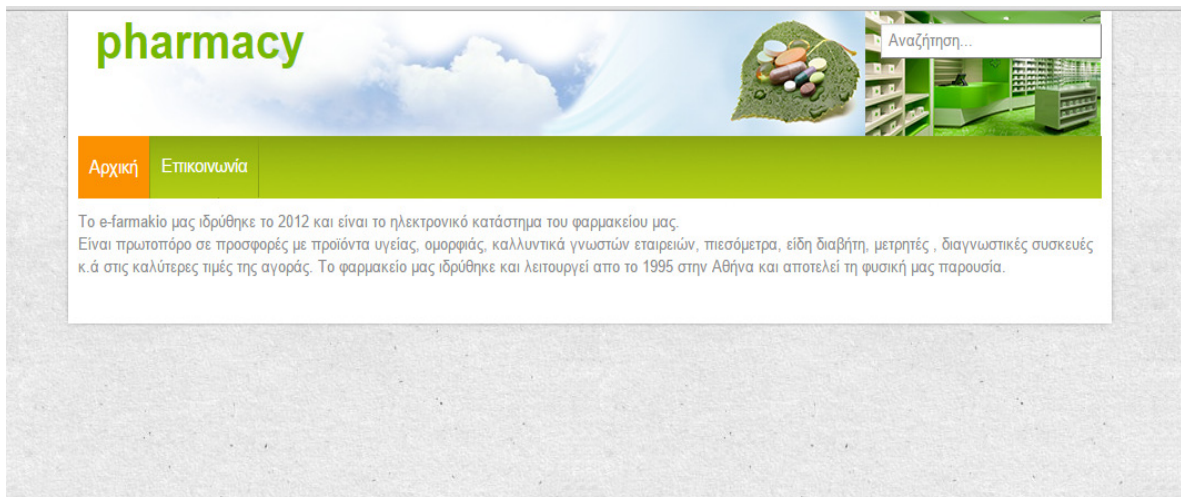 pharmacy
Αναζήτηση...
Αρχική
Επικοινωνία
Το e-farmakio μας ιδρύθηκε το 2012 και είναι το ηλεκτρονικό κατάστημα του φαρμακείου μας.
Είναι πρωτοπόρο σε προσφορές με προϊόντα υγείας, ομορφιάς, καλλυντικά γνωστών εταιρειών, πιεσόμετρα, είδη διαβήτη, μετρητές , διαγνωστικές συσκευές
κ.ά στις καλύτερες τιμές της αγοράς. Το φαρμακείο μας ιδρύθηκε και λειτουργεί απο το 1995 στην Αθήνα και αποτελεί τη φυσική μας παρουσία.